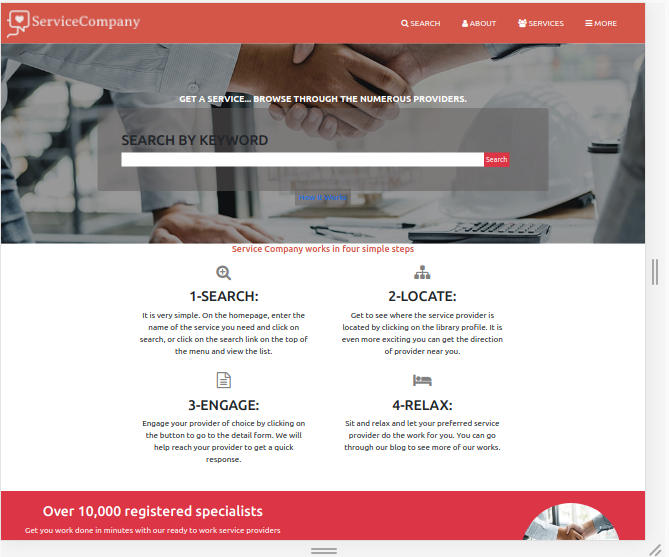 ServiceCompany
SEARCH
ABOUT
SERVICES
MORE
GET A SERVICE... BROWSE THROUGH THE NUMEROUS PROVIDERS.
SEARCH BY KEYWORD
Search
How it works
Service Company works in four simple steps
1-SEARCH:
It is very simple. On the homepage, enter the
name of the service you need and click on
search, or click on the search link on the top of
the menu and view the list.
2-LOCATE:
Get to see where the service provider is
located by clicking on the library profile. It is
even more exciting you can get the direction
of provider near you.
3-ENGAGE:
Engage your provider of choice by clicking on
the button to go to the detail form. We will
help reach your provider to get a quick
response.
4-RELAX:
Sit and relax and let your preferred service
provider do the work for you. You can go
through our blog to see more of our works.
Over 10,000 registered specialists
Get you work done in minutes with our ready to work service providers